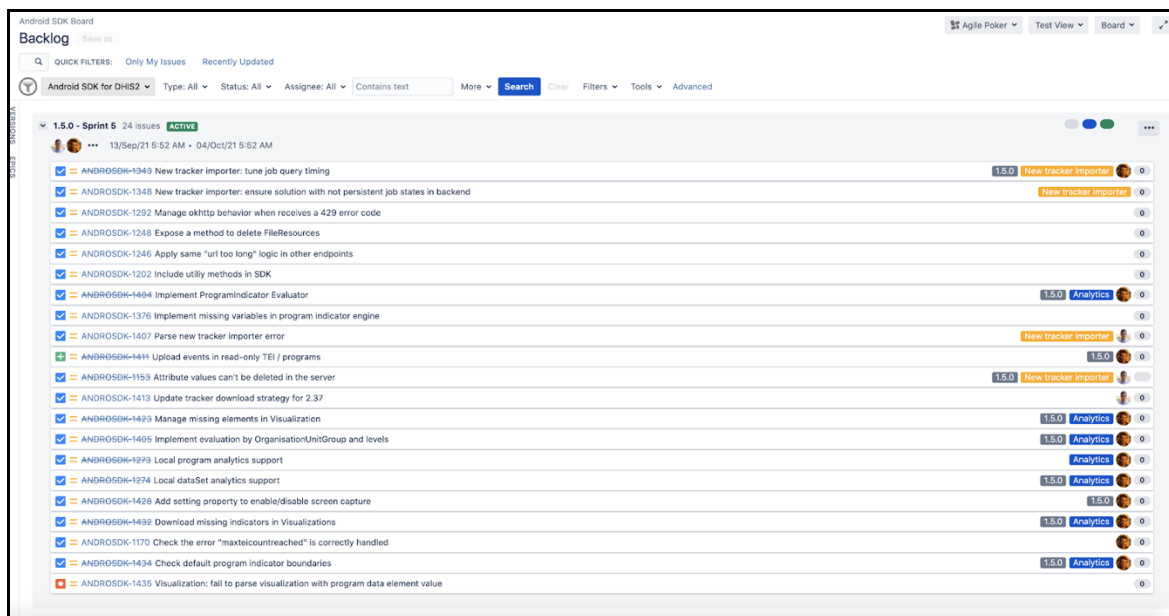 Android SDK Board
Backlog Save as
Agile Poker Test View Board
QUICK FILTERS: Only My Issues Recently Updated
Android SDK for DHIS2 Type: All Status: All Assignee: All Contains text More Search Clear Filters Tools Advanced
VERSIONS
EPICS
1.5.0 - Sprint 5 24 issues ACTIVE
13/Sep/21 5:52 AM • 04/Oct/21 5:52 AM
ANDROSDK-1343 New tracker importer: tune job query timing 1.5.0 New tracker importer 0
ANDROSDK-1348 New tracker importer: ensure solution with not persistent job states in backend New tracker importer 0
ANDROSDK-1292 Manage okhttp behavior when receives a 429 error code 0
ANDROSDK-1248 Expose a method to delete FileResources 0
ANDROSDK-1246 Apply same "url too long" logic in other endpoints 0
ANDROSDK-1202 Include utiliy methods in SDK 0
ANDROSDK-1404 Implement ProgramIndicator Evaluator 1.5.0 Analytics 0
ANDROSDK-1376 Implement missing variables in program indicator engine 0
ANDROSDK-1407 Parse new tracker importer error New tracker importer 0
ANDROSDK-1411 Upload events in read-only TEI / programs 1.5.0 0
ANDROSDK-1153 Attribute values can't be deleted in the server 1.5.0 New tracker importer
ANDROSDK-1413 Update tracker download strategy for 2.37 0
ANDROSDK-1423 Manage missing elements in Visualization 1.5.0 Analytics 0
ANDROSDK-1405 Implement evaluation by OrganisationUnitGroup and levels 1.5.0 Analytics 0
ANDROSDK-1273 Local program analytics support Analytics 0
ANDROSDK-1274 Local dataSet analytics support 1.5.0 Analytics 0
ANDROSDK-1428 Add setting property to enable/disable screen capture 1.5.0 0
ANDROSDK-1432 Download missing indicators in Visualizations 1.5.0 Analytics 0
ANDROSDK-1170 Check the error "maxteicountreached" is correctly handled 0
ANDROSDK-1434 Check default program indicator boundaries 1.5.0 Analytics 0
ANDROSDK-1435 Visualization: fail to parse visualization with program data element value 0